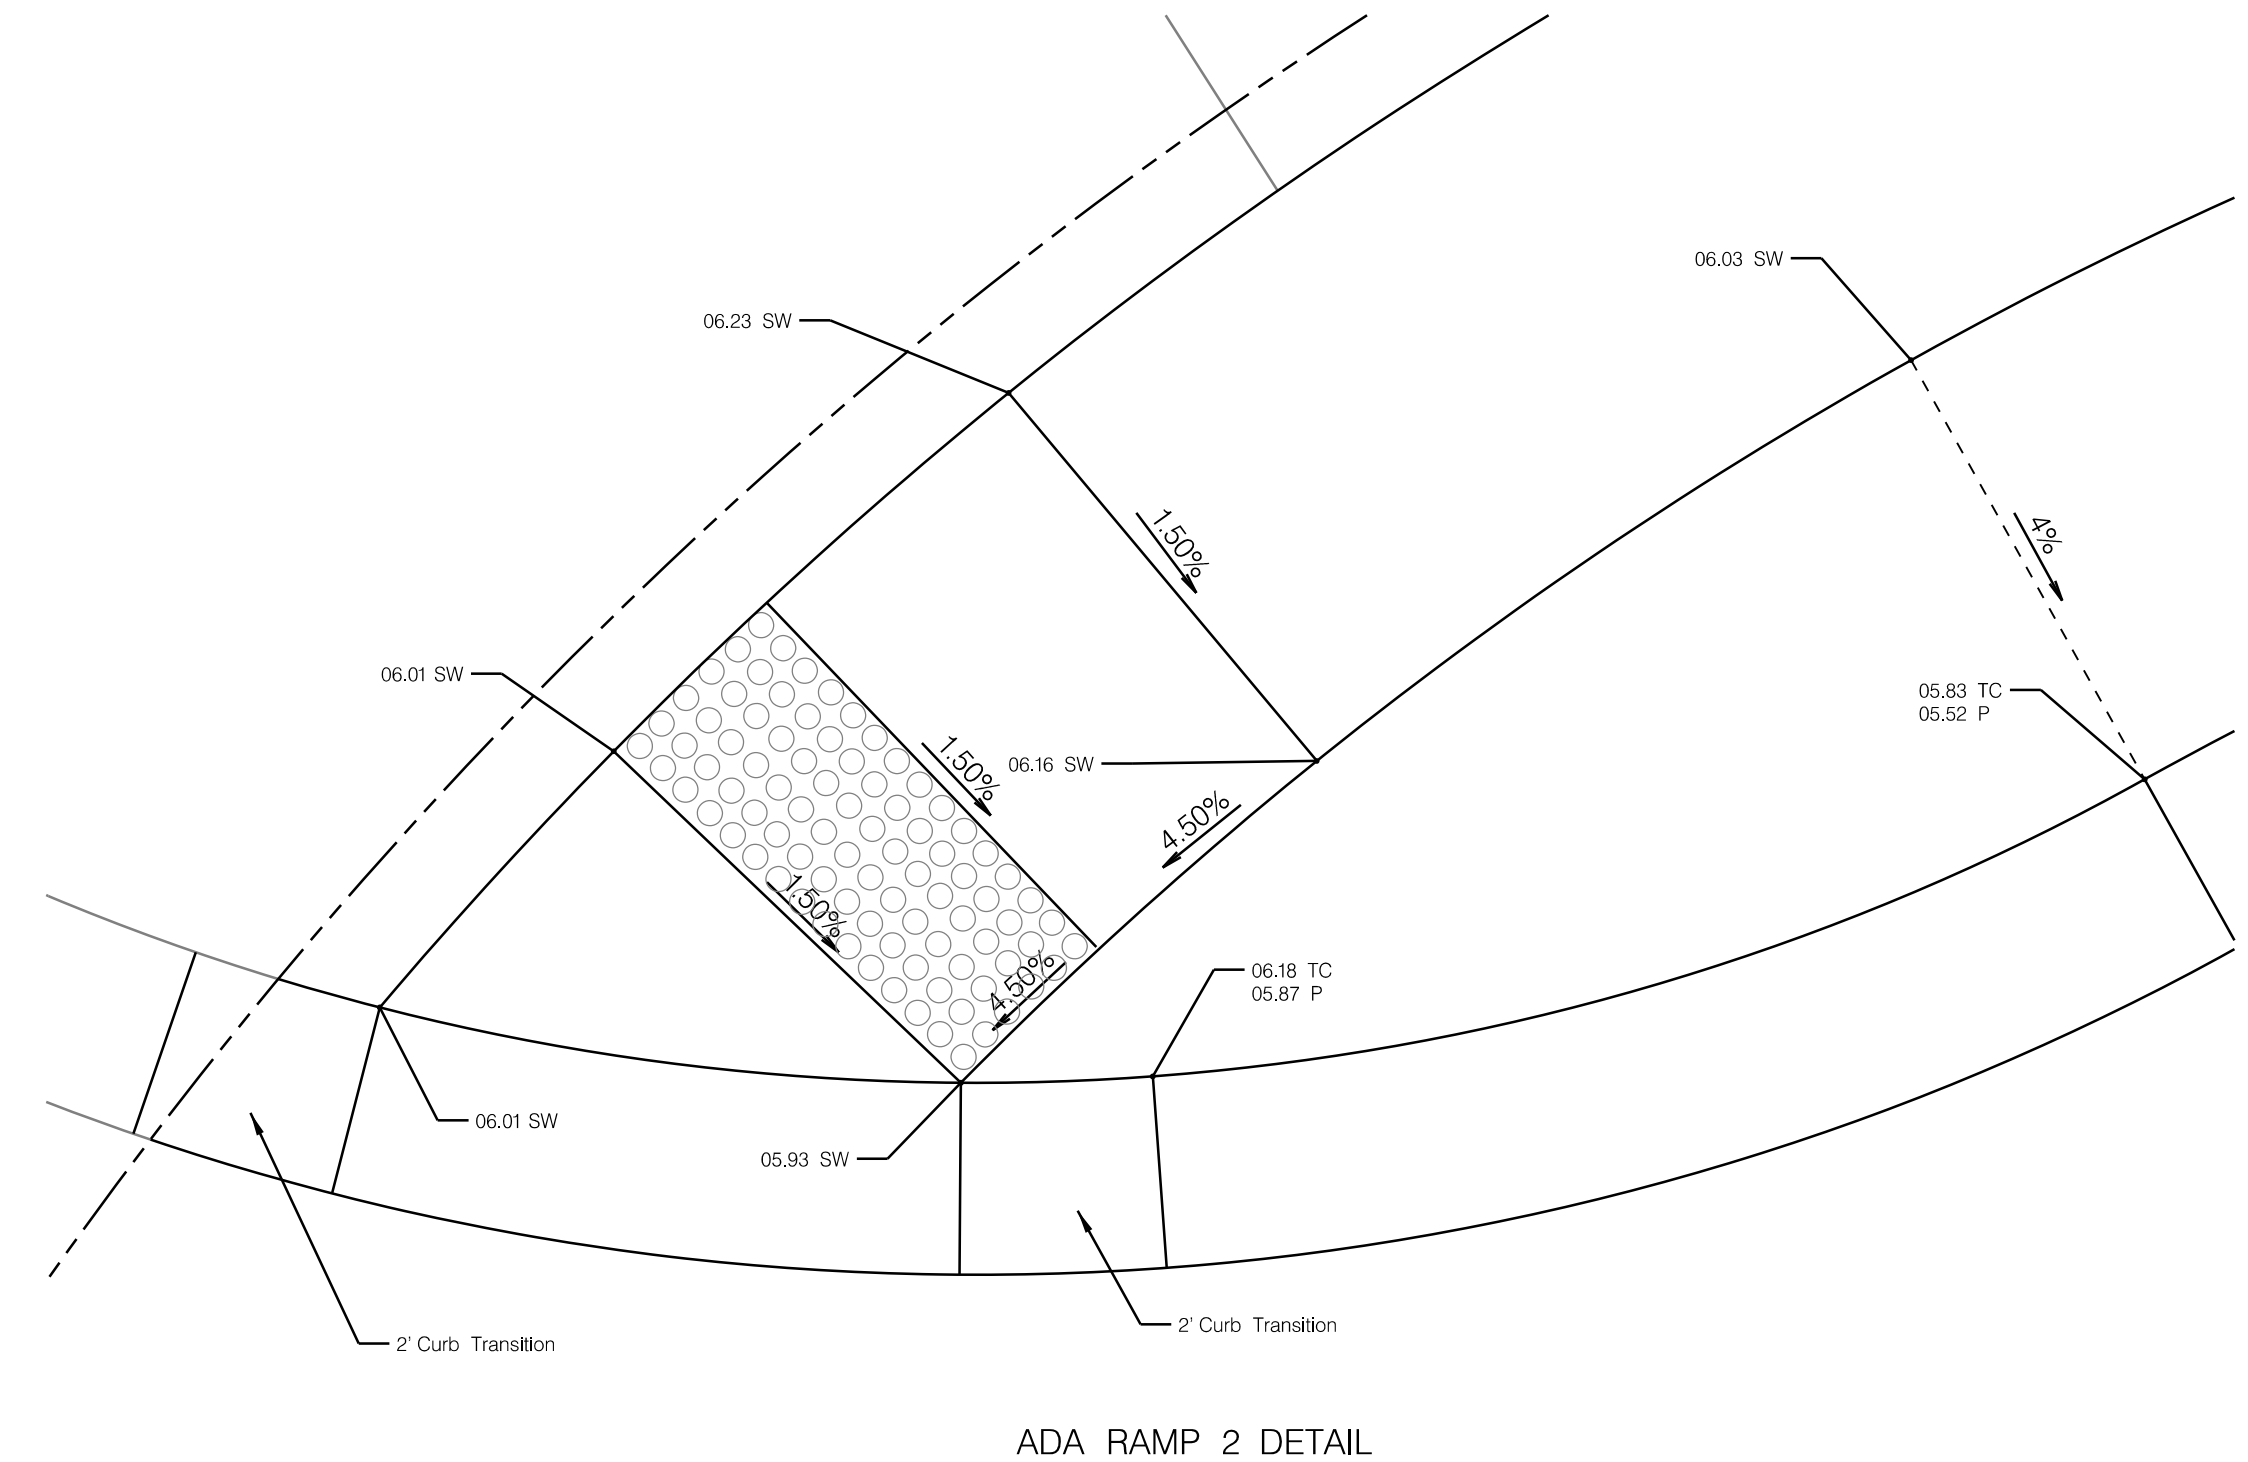 06.03 SW
06.23 SW
1.50%
4%
06.01 SW
05.83 TC
05.52 P
1.50%
06.16 SW
4.50%
1.50%
4.50%
06.18 TC
05.87 P
06.01 SW
05.93 SW
2' Curb Transition
2' Curb Transition
ADA RAMP 2 DETAIL